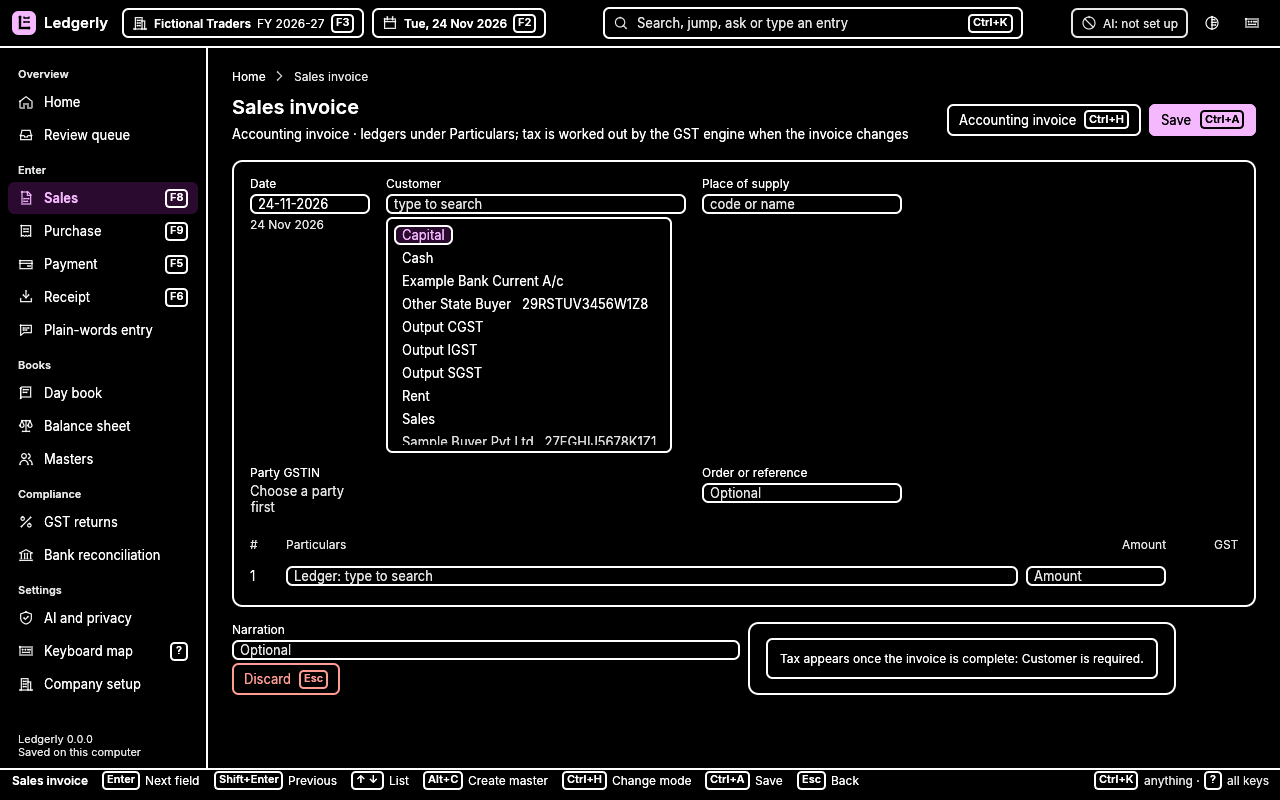 Ledgerly
Fictional Traders FY 2026-27 F3
Tue, 24 Nov 2026 F2
Search, jump, ask or type an entry Ctrl+K
AI: not set up
Overview
Home
Review queue
Enter
Sales F8
Purchase F9
Payment F5
Receipt F6
Plain-words entry
Books
Day book
Balance sheet
Masters
Compliance
GST returns
Bank reconciliation
Settings
AI and privacy
Keyboard map ?
Company setup
Ledgerly 0.0.0
Saved on this computer
Home Sales invoice
Sales invoice
Accounting invoice · ledgers under Particulars; tax is worked out by the GST engine when the invoice changes
Accounting invoice Ctrl+H
Save Ctrl+A
Date Customer Place of supply
24-11-2026 type to search code or name
24 Nov 2026
Capital
Cash
Example Bank Current A/c
Other State Buyer 29RSTUV3456W1Z8
Output CGST
Output IGST
Output SGST
Rent
Sales
Sample Buyer Pvt Ltd 27FGHIJ5678K1Z1
Party GSTIN Order or reference
Choose a party
first
Optional
# Particulars Amount GST
1 Ledger: type to search Amount
Narration
Optional
Discard Esc
Tax appears once the invoice is complete: Customer is required.
Sales invoice Enter Next field Shift+Enter Previous ↑ ↓ List Alt+C Create master Ctrl+H Change mode Ctrl+A Save Esc Back Ctrl+K anything · ? all keys